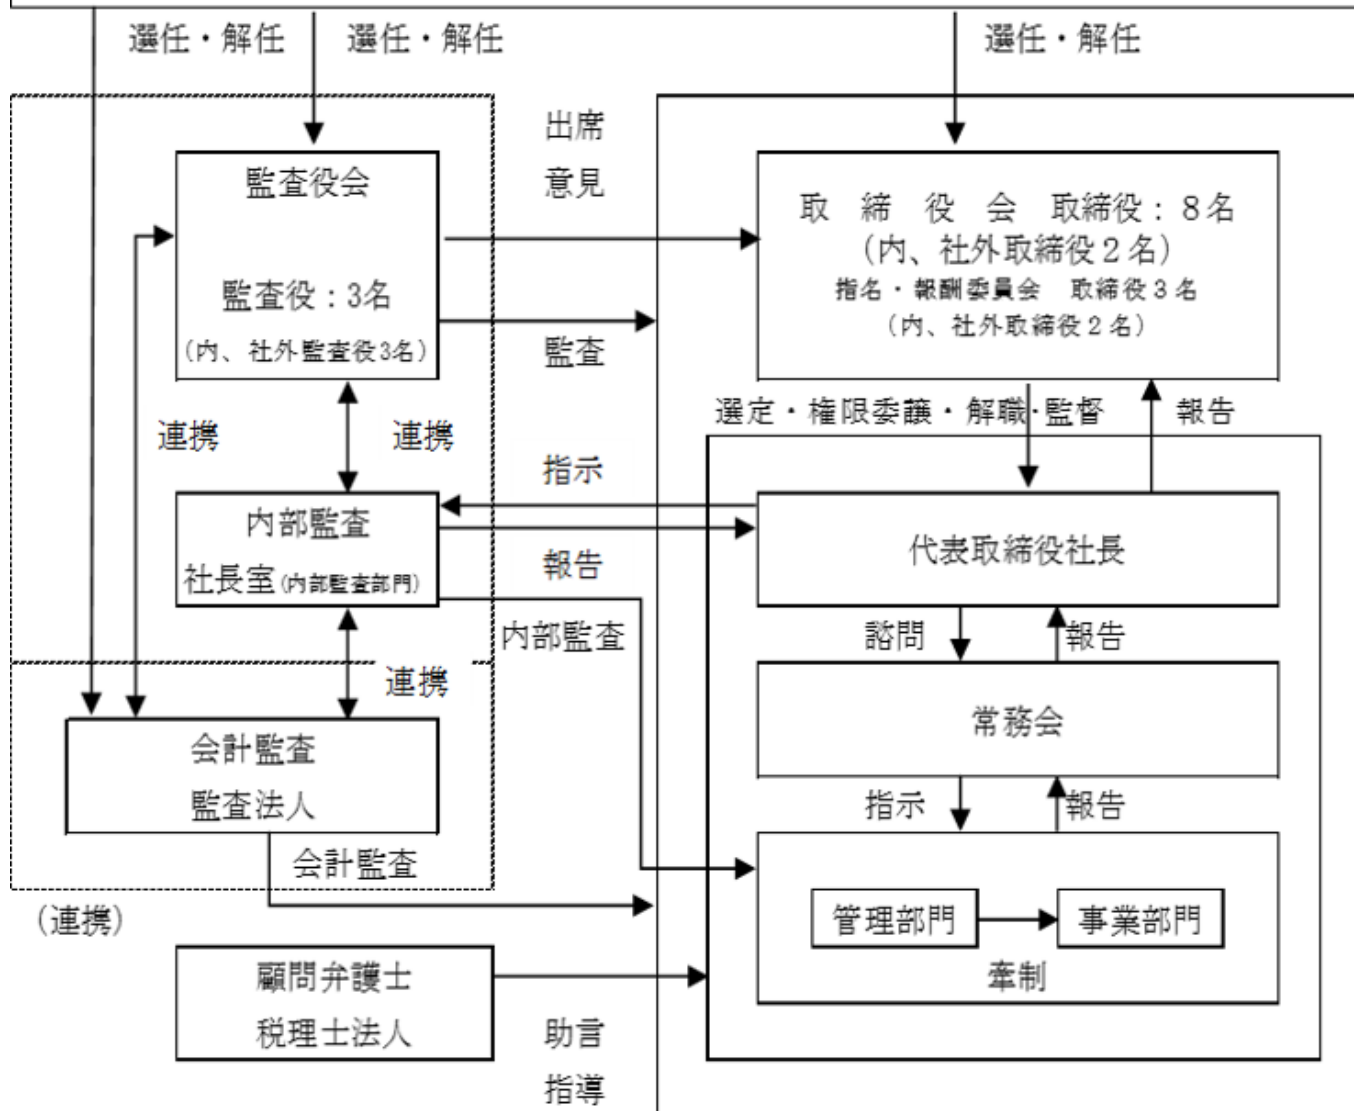 選任・解任
選任・解任
選任・解任
出席
意見
監査役会
監査役：3名
(内、社外監査役3名)
取　締　役　会　取締役：８名
(内、社外取締役２名)
指名・報酬委員会　取締役３名
(内、社外取締役２名)
監査
選定・権限委譲・解職・監督
報告
連携
連携
指示
内部監査
社長室(内部監査部門)
代表取締役社長
報告
内部監査
諮問
報告
連携
常務会
会計監査
監査法人
指示
報告
会計監査
(連携)
管理部門
事業部門
牽制
顧問弁護士
税理士法人
助言
指導